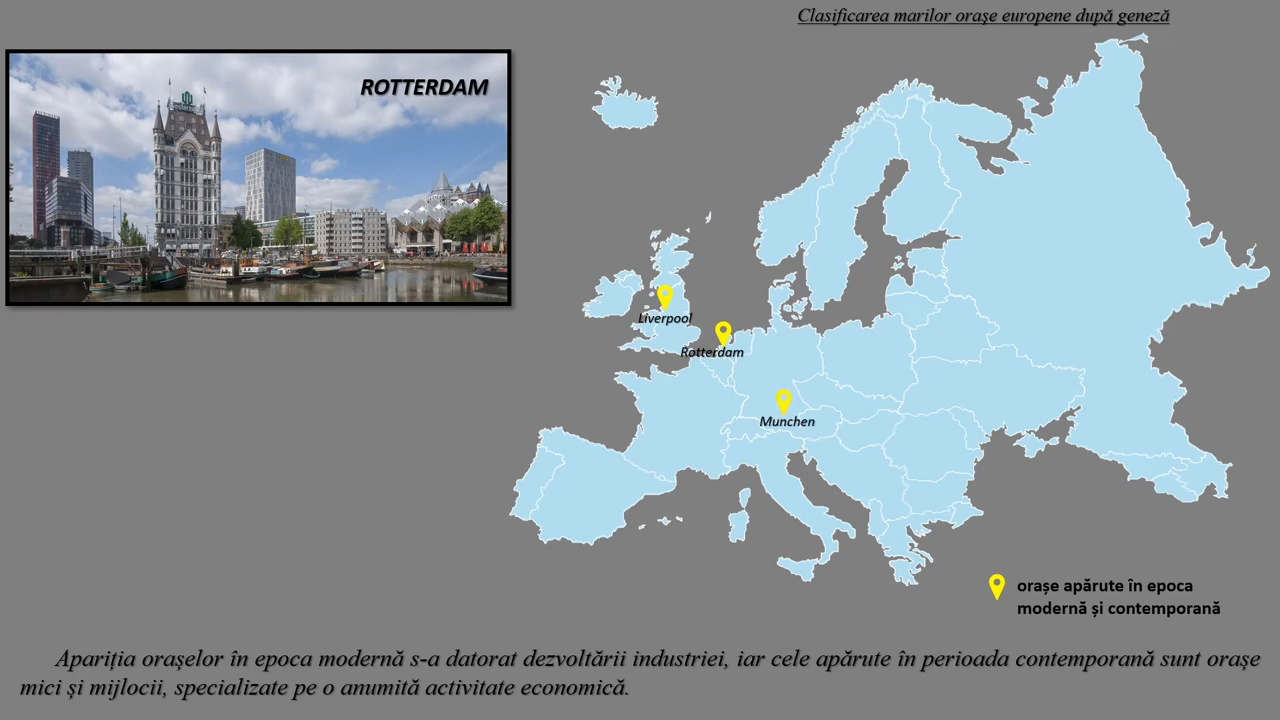 Clasificarea marilor orașe europene după geneză
ROTTERDAM
Liverpool
Rotterdam
Munchen
orașe apărute în epoca
modernă și contemporană
Apariția orașelor în epoca modernă s-a datorat dezvoltării industriei, iar cele apărute în perioada contemporană sunt orașe
mici și mijlocii, specializate pe o anumită activitate economică.